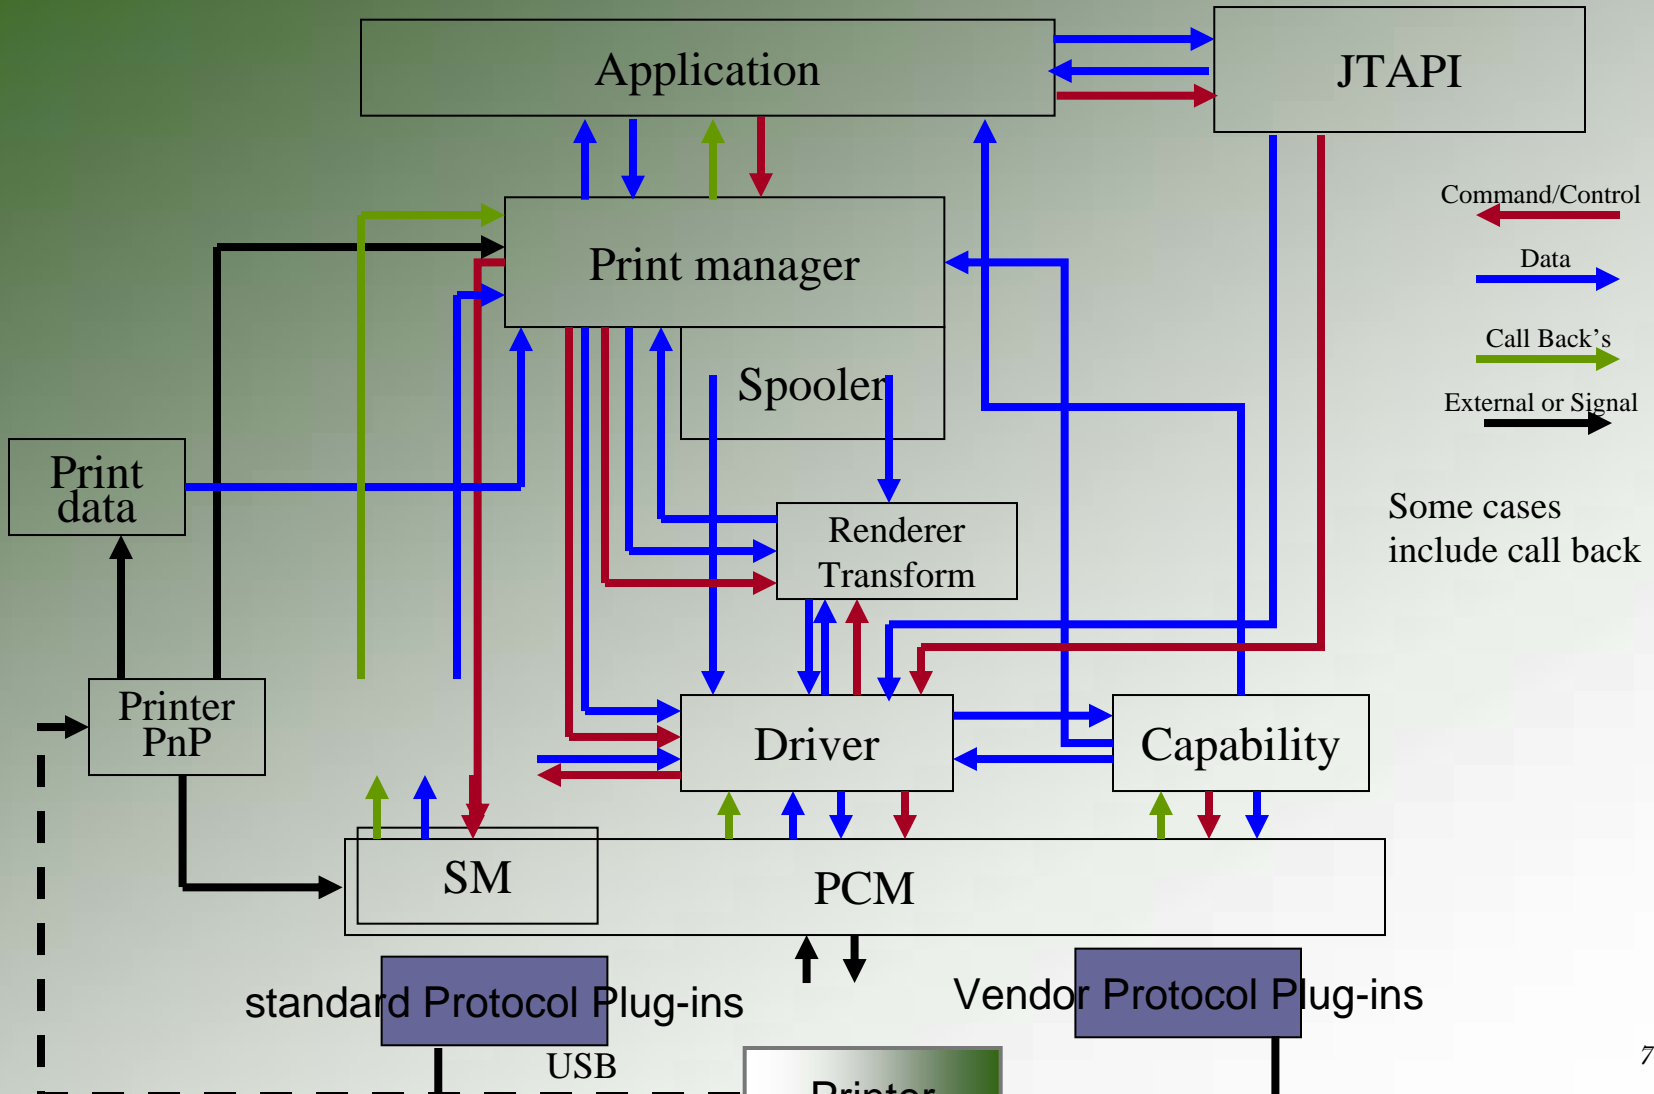 Application
JTAPI
Command/Control
Data
Call Back's
External or Signal
Some cases
include call back
Print manager
Spooler
Print
data
Renderer
Transform
Printer
PnP
Driver
Capability
SM
PCM
standard Protocol Plug-ins
Vendor Protocol Plug-ins
USB
Printer
7